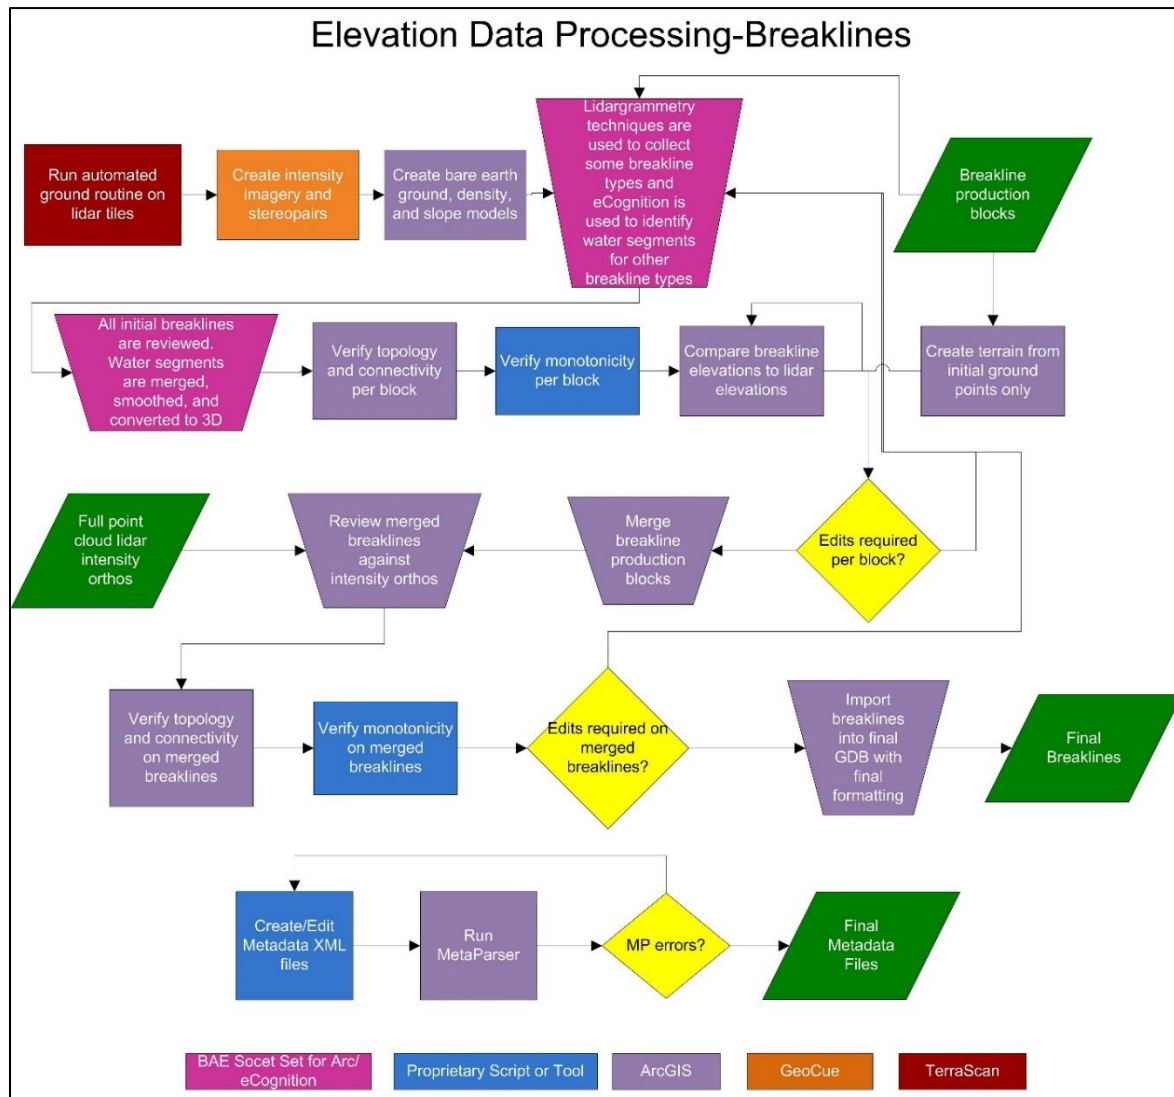 Elevation Data Processing-Breaklines
Run automated
ground routine on
lidar tiles
Create intensity
imagery and
stereopairs
Create bare earth
ground, density,
and slope models
Lidargrammetry
techniques are
used to collect
some breakline
types and
eCognition is
used to identify
water segments
for other
breakline types
Breakline
production
blocks
All initial breaklines
are reviewed.
Water segments
are merged,
smoothed, and
converted to 3D
Verify topology
and connectivity
per block
Verify monotonicity
per block
Compare breakline
elevations to lidar
elevations
Create terrain from
initial ground
points only
Full point
cloud lidar
intensity
orthos
Review merged
breaklines
against
intensity orthos
Merge
breakline
production
blocks
Edits required
per block?
Verify topology
and connectivity
on merged
breaklines
Verify monotonicity
on merged
breaklines
Edits required on
merged
breaklines?
Import
breaklines
into final
GDB with
final
formatting
Final
Breaklines
Create/Edit
Metadata XML
files
Run
MetaParser
MP errors?
Final
Metadata
Files
BAE Socet Set for Arc/
eCognition
Proprietary Script or Tool
ArcGIS
GeoCue
TerraScan